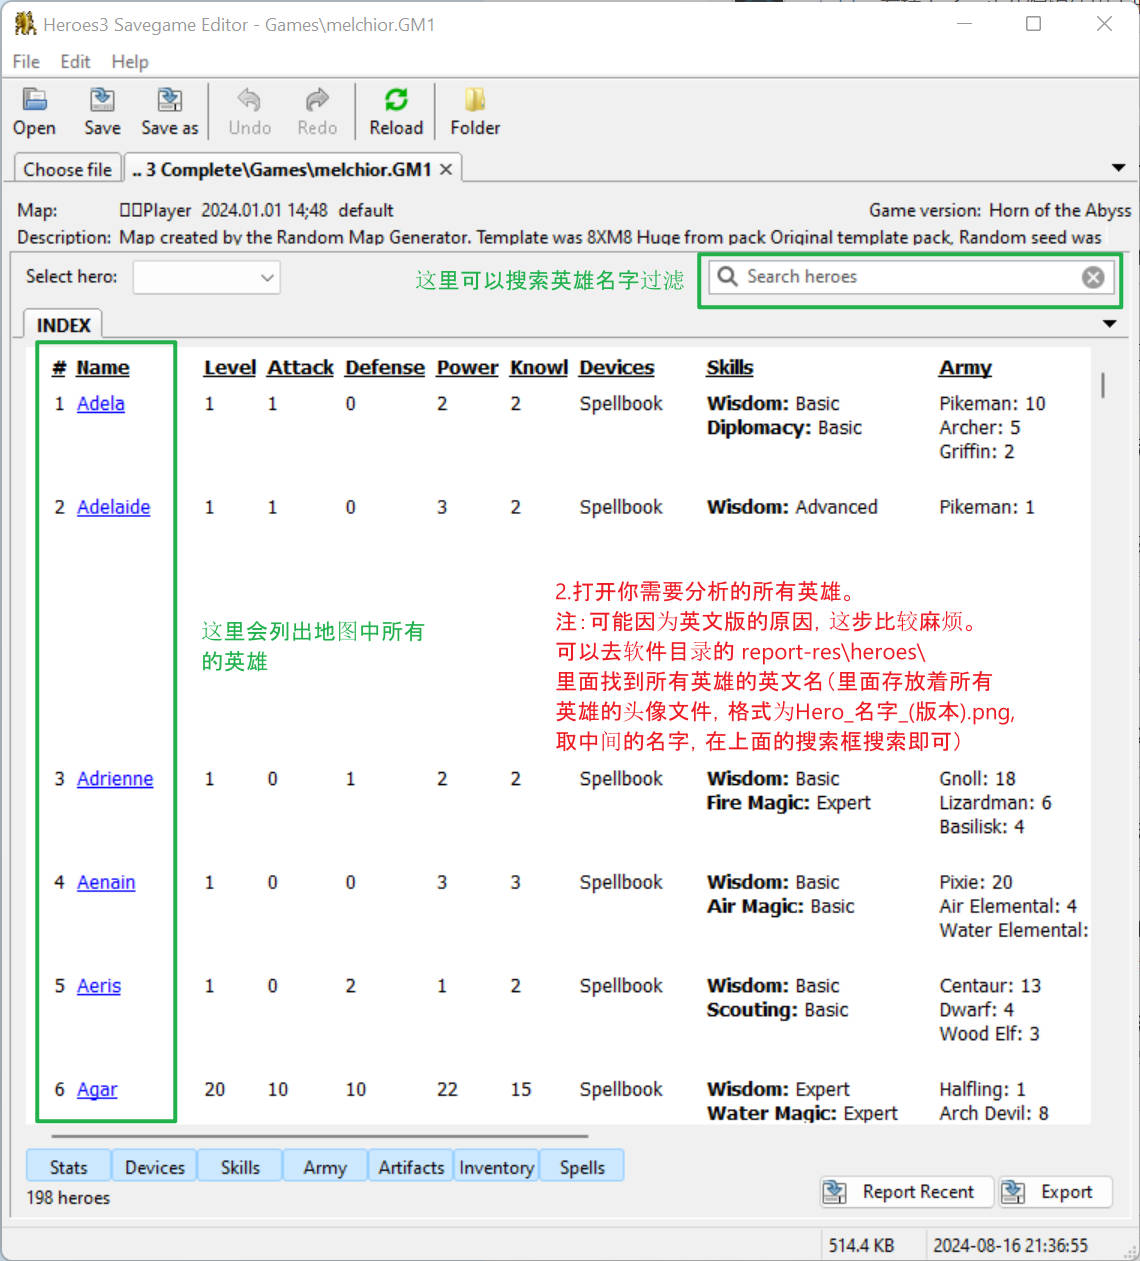 Heroes3 Savegame Editor - Games\melchior.GM1
File Edit Help
Open Save Save as Undo Redo Reload Folder
Choose file .. 3 Complete\Games\melchior.GM1
Map: Player 2024.01.01 14;48 default Game version: Horn of the Abyss
Description: Map created by the Random Map Generator. Template was 8XM8 Huge from pack Original template pack, Random seed was
Select hero: 这里可以搜索英雄名字过滤 Search heroes
INDEX
# Name Level Attack Defense Power Knowl Devices Skills Army
1 Adela 1 1 0 2 2 Spellbook Wisdom: Basic Pikeman: 10
Diplomacy: Basic Archer: 5
Griffin: 2
2 Adelaide 1 1 0 3 2 Spellbook Wisdom: Advanced Pikeman: 1
2.打开你需要分析的所有英雄。
注：可能因为英文版的原因，这步比较麻烦。
可以去软件目录的 report-res\heroes\
里面找到所有英雄的英文名（里面存放着所有
英雄的头像文件，格式为Hero_名字_(版本).png,
取中间的名字，在上面的搜索框搜索即可）
这里会列出地图中所有
的英雄
3 Adrienne 1 0 1 2 2 Spellbook Wisdom: Basic Gnoll: 18
Fire Magic: Expert Lizardman: 6
Basilisk: 4
4 Aenain 1 0 0 3 3 Spellbook Wisdom: Basic Pixie: 20
Air Magic: Basic Air Elemental: 4
Water Elemental:
5 Aeris 1 0 2 1 2 Spellbook Wisdom: Basic Centaur: 13
Scouting: Basic Dwarf: 4
Wood Elf: 3
6 Agar 20 10 10 22 15 Spellbook Wisdom: Expert Halfling: 1
Water Magic: Expert Arch Devil: 8
Stats Devices Skills Army Artifacts Inventory Spells
198 heroes Report Recent Export
514.4 KB 2024-08-16 21:36:55